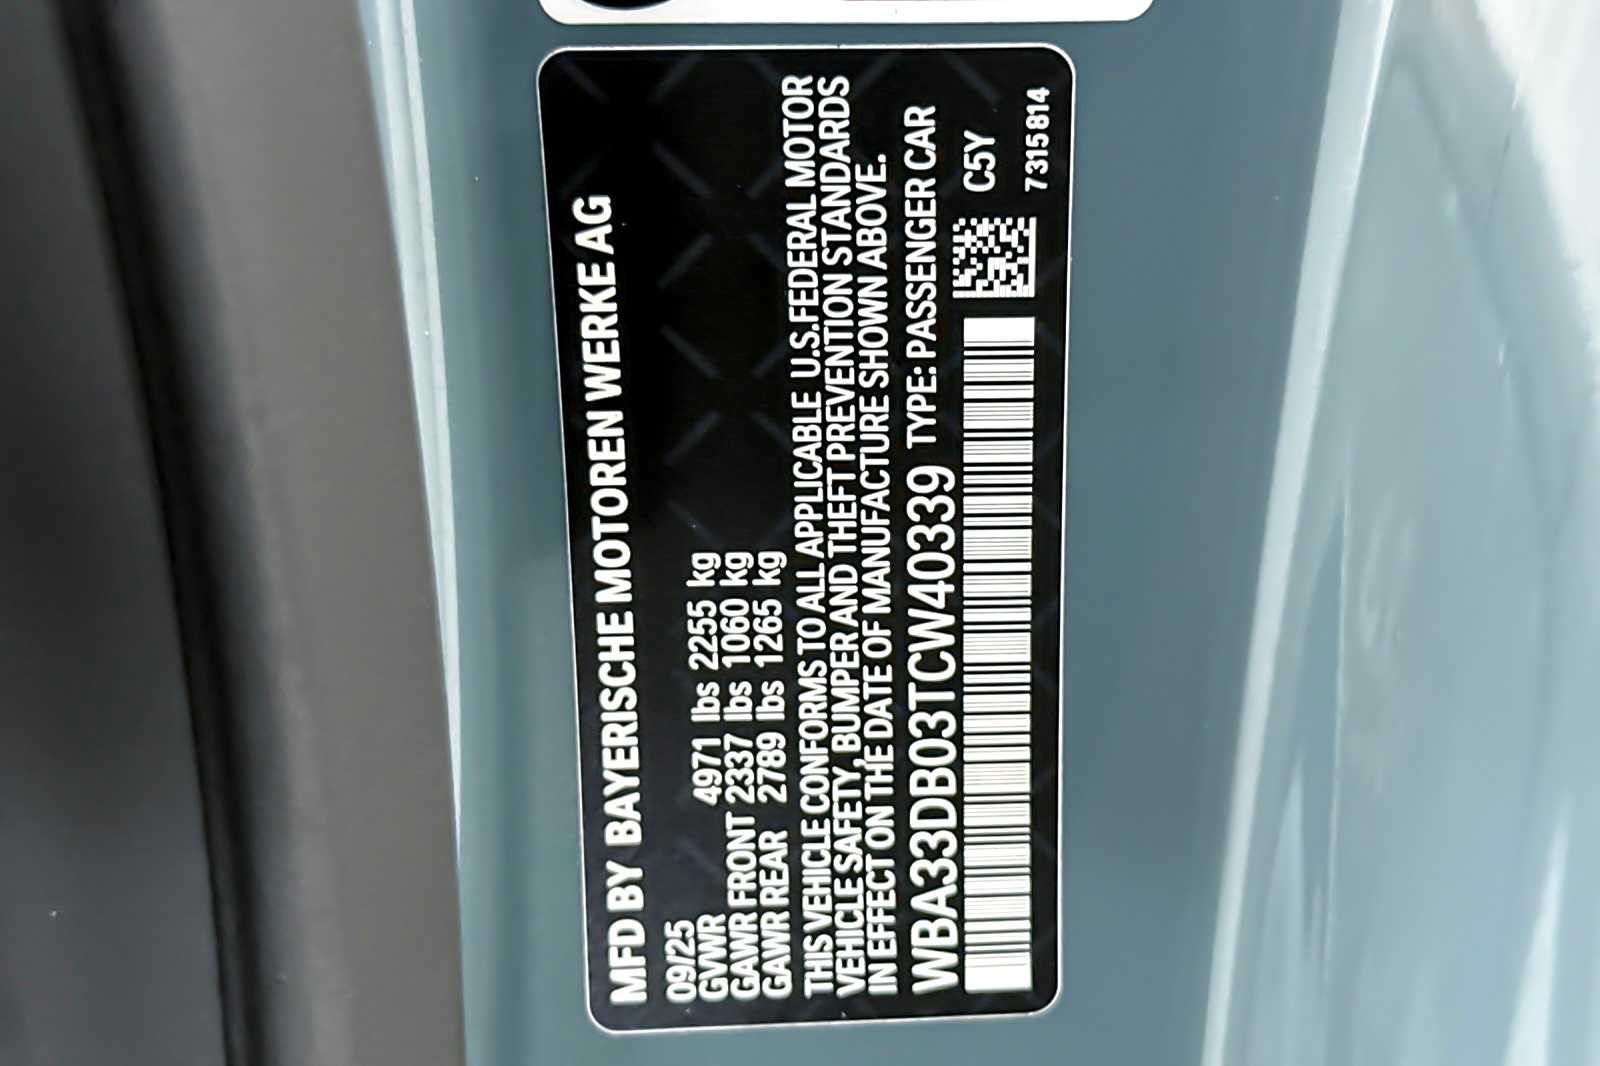 MFD BY BAYERISCHE MOTOREN WERKE AG
09/25
GVWR 4971 lbs 2255 kg
GAWR FRONT 2337 lbs 1060 kg
GAWR REAR 2789 lbs 1265 kg
THIS VEHICLE CONFORMS TO ALL APPLICABLE U.S.FEDERAL MOTOR
VEHICLE SAFETY, BUMPER AND THEFT PREVENTION STANDARDS
IN EFFECT ON THE DATE OF MANUFACTURE SHOWN ABOVE.
WBA33DB03TCW40339 TYPE: PASSENGER CAR
C5Y
7315814